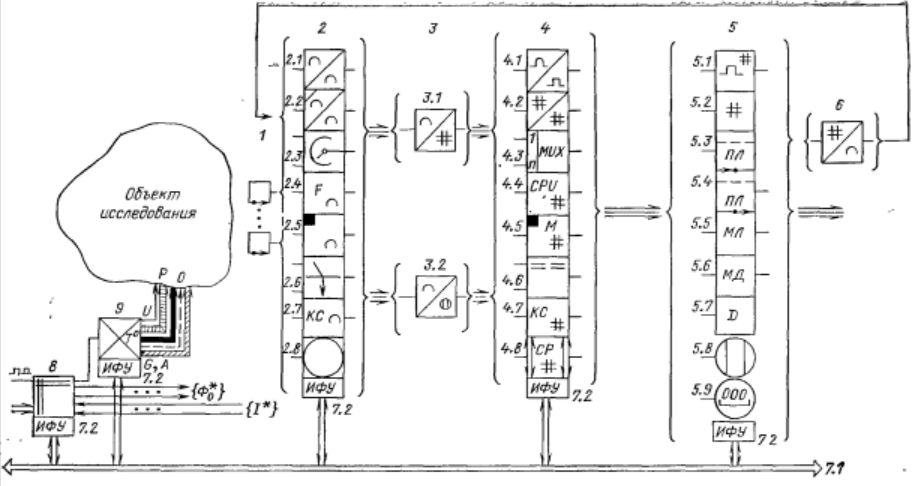 2
3
4
5
2.1
4.1
5.1
#
2.2
3.1
#
4.2
#
#
5.2
#
6
#
1
2.3
4.3
1
n
MUX
5.3
ПЛ
Объект
исследования
2.4
F
4.4
CPU
#
5.4
ПЛ
2.5
4.5
M
#
5.5
МЛ
P
O
2.6
3.2
4.6
5.6
МД
9
U
T°
2.7
КС
4.7
КС
#
5.7
D
8
ИФУ
G, A
7.2
2.8
4.8
CP
#
5.8
{Ф₀*}
ИФУ
7.2
ИФУ
7.2
5.9
000
{I*}
ИФУ
7.2
ИФУ
7.2
7.1